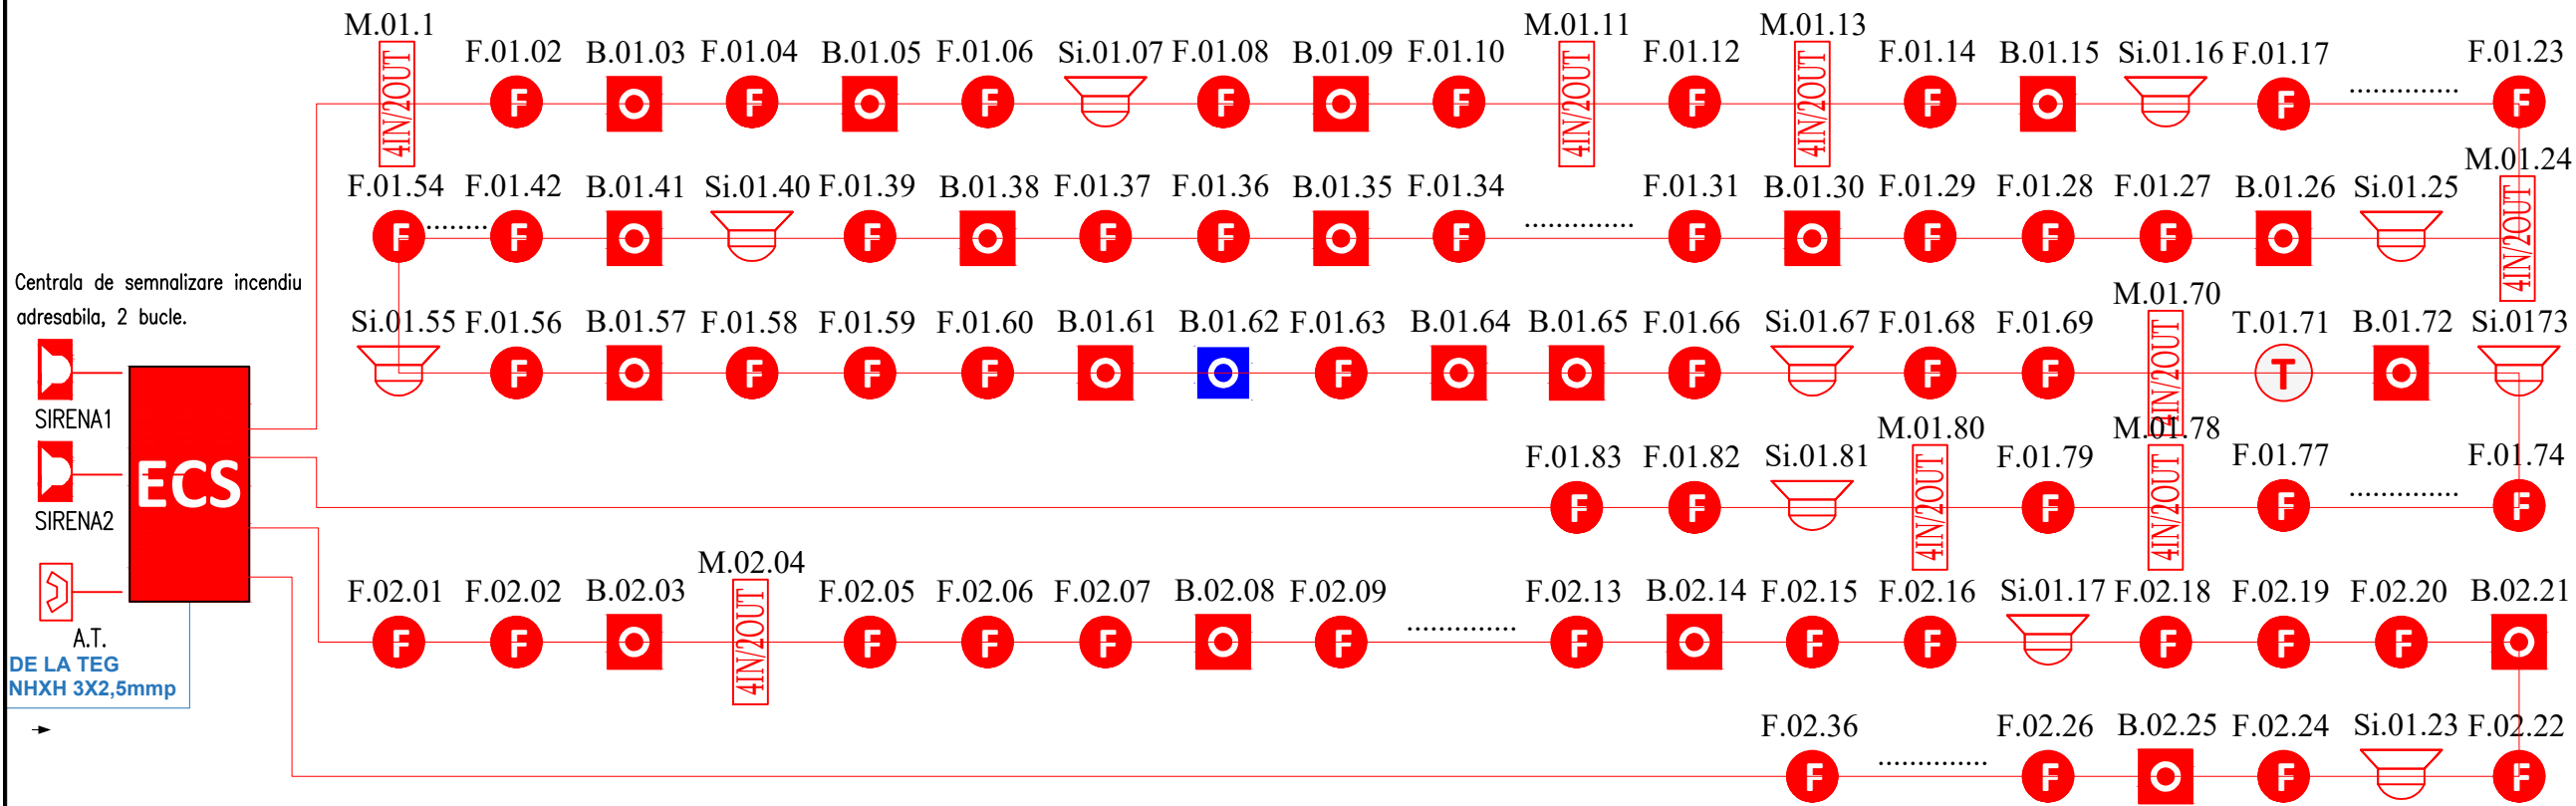 M.01.1 F.01.02 B.01.03 F.01.04 B.01.05 F.01.06 Si.01.07 F.01.08 B.01.09 F.01.10 M.01.11 F.01.12 M.01.13 F.01.14 B.01.15 Si.01.16 F.01.17 F.01.23
4IN/2OUT F O F O F F O F 4IN/2OUT F 4IN/2OUT F O F .............. F
F.01.54 F.01.42 B.01.41 Si.01.40 F.01.39 B.01.38 F.01.37 F.01.36 B.01.35 F.01.34 F.01.31 B.01.30 F.01.29 F.01.28 F.01.27 B.01.26 Si.01.25 M.01.24
F ........ F O F O F F O F .............. F O F F F O 4IN/2OUT
Centrala de semnalizare incendiu
adresabila, 2 bucle.
Si.01.55 F.01.56 B.01.57 F.01.58 F.01.59 F.01.60 B.01.61 B.01.62 F.01.63 B.01.64 B.01.65 F.01.66 Si.01.67 F.01.68 F.01.69 M.01.70 T.01.71 B.01.72 Si.0173
F O F F F O O F O O F F F 4IN/2OUT T O
SIRENA1
SIRENA2
A.T.
ECS
DE LA TEG
NHXH 3X2,5mmp
F.01.83 F.01.82 Si.01.81 M.01.80 F.01.79 M.01.78 F.01.77 F.01.74
F F 4IN/2OUT F 4IN/2OUT F .............. F
F.02.01 F.02.02 B.02.03 M.02.04 F.02.05 F.02.06 F.02.07 B.02.08 F.02.09 F.02.13 B.02.14 F.02.15 F.02.16 Si.01.17 F.02.18 F.02.19 F.02.20 B.02.21
F F O 4IN/2OUT F F F O F .............. F O F F F F F O
F.02.36 F.02.26 B.02.25 F.02.24 Si.01.23 F.02.22
F .............. F O F F